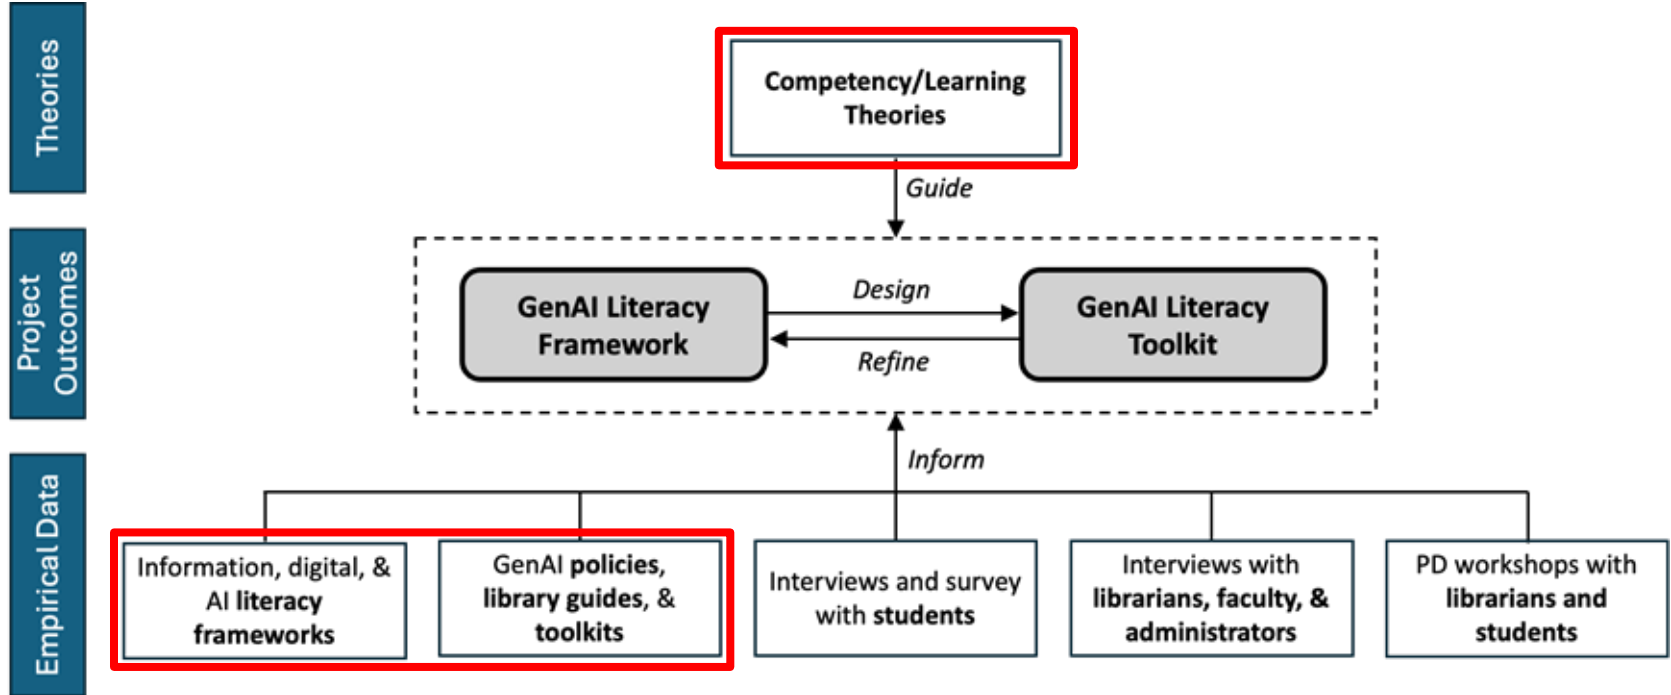 Theories
Competency/Learning
Theories
Guide
Project
Outcomes
GenAI Literacy
Framework
Design
Refine
GenAI Literacy
Toolkit
Inform
Empirical Data
Information, digital, &
AI literacy
frameworks
GenAI policies,
library guides, &
toolkits
Interviews and survey
with students
Interviews with
librarians, faculty, &
administrators
PD workshops with
librarians and
students